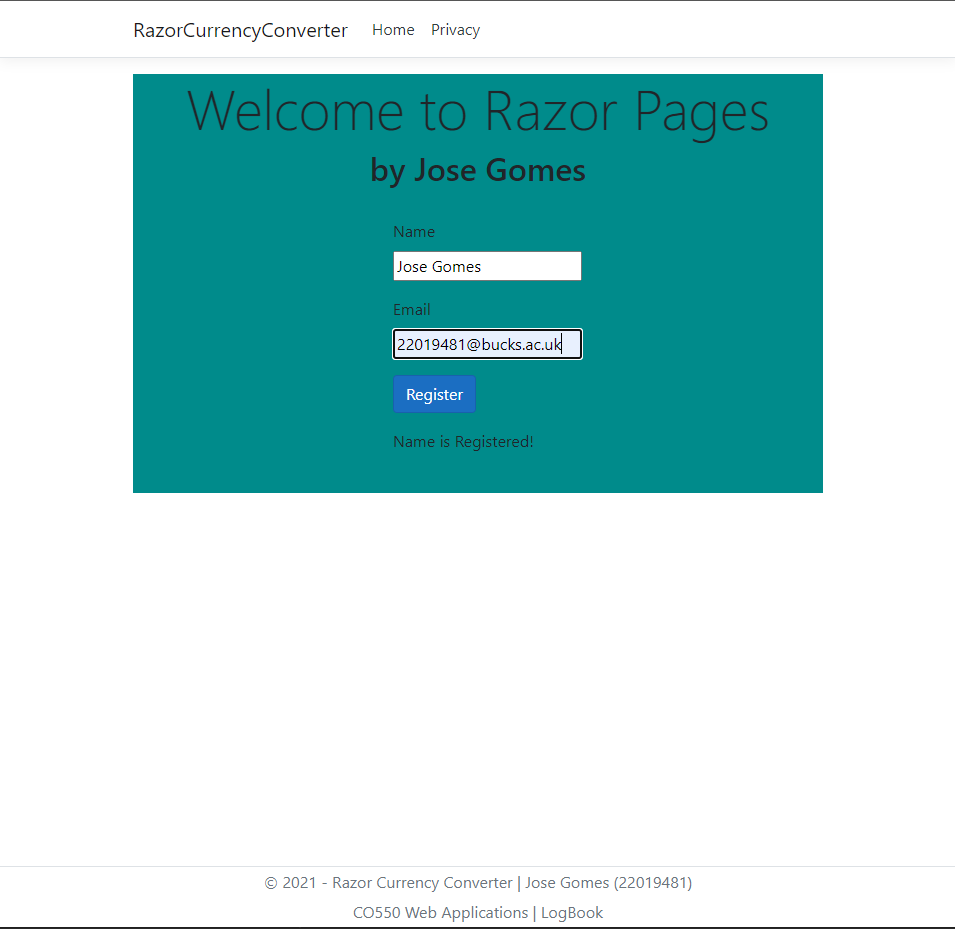 RazorCurrencyConverter Home Privacy
Welcome to Razor Pages
by Jose Gomes
Name
Jose Gomes
Email
22019481@bucks.ac.uk
Register
Name is Registered!
© 2021 - Razor Currency Converter | Jose Gomes (22019481)
CO550 Web Applications | LogBook